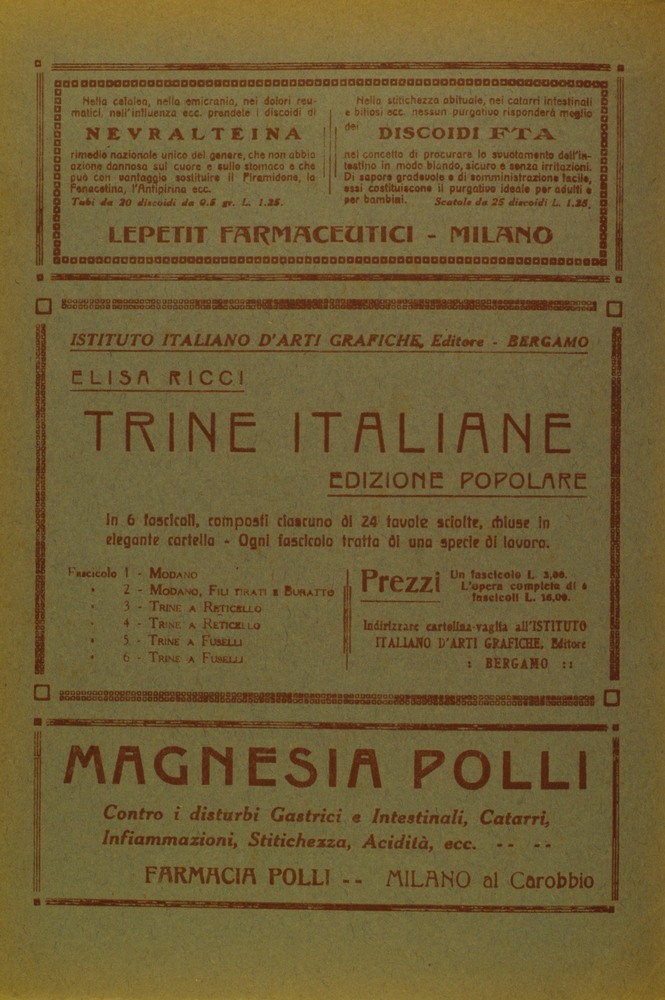 Nella cefalea, nella emicrania, nei dolori reu-
matici, nell'influenza ecc. prendete i discoidi di
NEVRALTEINA
rimedio nazionale unico del genere, che non abbia
azione dannosa sul cuore e sullo stomaco e che
può con vantaggio sostituire il Piramidone, la
Fenacetina, l'Antipirina ecc.
Tubi da 20 discoidi da 0.5 gr. L. 1.25.
Nella stitichezza abituale, nei catarri intestinali
e biliosi ecc. nessun purgativo risponderà meglio
dei DISCOIDI FTA
nel concetto di procurare lo svuotamento dell'in-
testino in modo blando, sicuro e senza irritazioni.
Di sapore gradevole e di somministrazione facile,
essi costituiscono il purgativo ideale per adulti e
per bambini. Scatole da 25 discoidi L. 1.25.
LEPETIT FARMACEUTICI - MILANO
ISTITUTO ITALIANO D'ARTI GRAFICHE, Editore - BERGAMO
ELISA RICCI
TRINE ITALIANE
EDIZIONE POPOLARE
In 6 fascicoli, composti ciascuno di 24 tavole sciolte, chiuse in
elegante cartella - Ogni fascicolo tratta di una specie di lavoro.
Fascicolo 1 - Modano
" 2 - Modano, Fili tirati e Buratto
" 3 - Trine a Reticello
" 4 - Trine a Reticello
" 5 - Trine a Fuselli
" 6 - Trine a Fuselli
Prezzi Un fascicolo L. 3,00.
L'opera completa di 6
fascicoli L. 16,00.
Indirizzare cartolina-vaglia all'ISTITUTO
ITALIANO D'ARTI GRAFICHE, Editore
: BERGAMO ::
MAGNESIA POLLI
Contro i disturbi Gastrici e Intestinali, Catarri,
Infiammazioni, Stitichezza, Acidità, ecc. -- --
FARMACIA POLLI -- MILANO al Carobbio